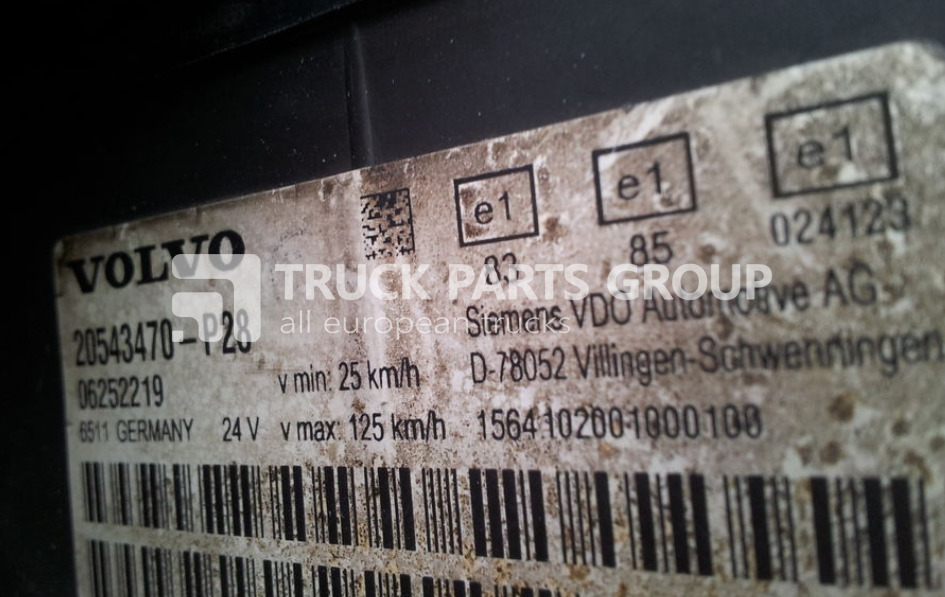 VOLVO
20543470-P28
06252219
6511 GERMANY 24 V
v min: 25 km/h
v max: 125 km/h
e1
83
e1
85
e1
024123
Siemens VDO Automotive AG
D-78052 Villingen-Schwenningen
1564102001000100
TRUCK PARTS GROUP
all european trucks